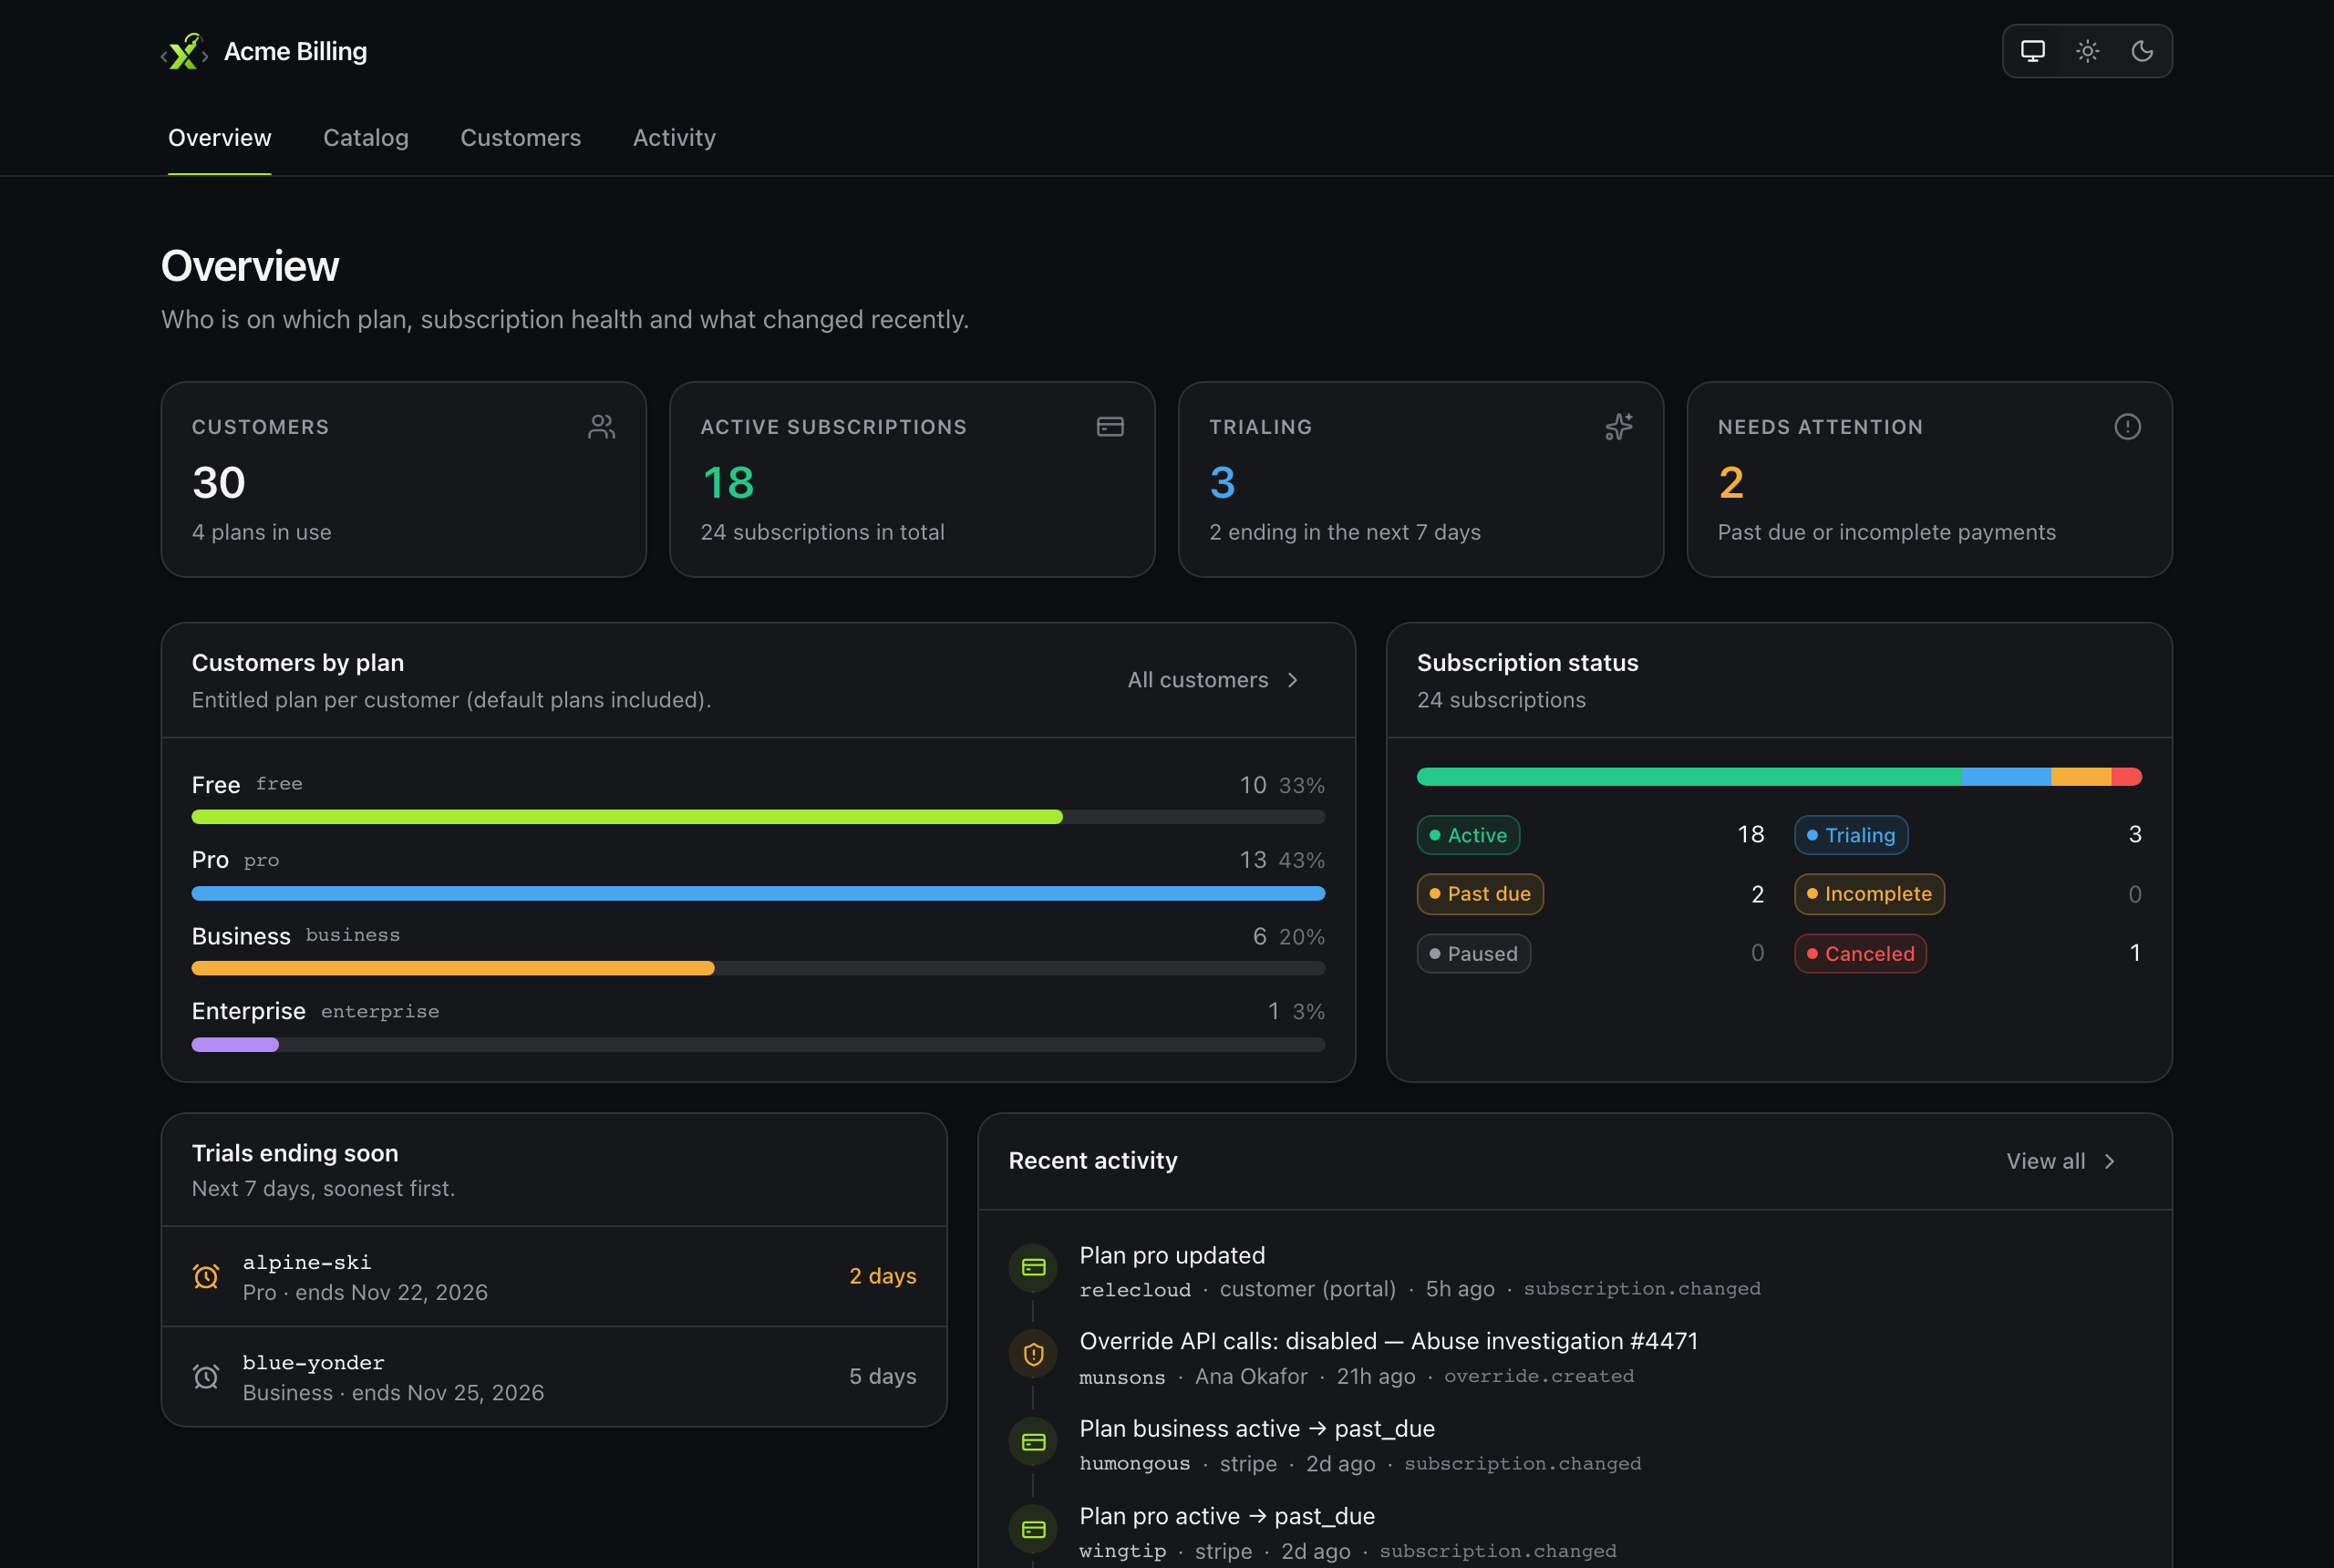 Acme Billing
Overview Catalog Customers Activity
Overview
Who is on which plan, subscription health and what changed recently.
CUSTOMERS
30
4 plans in use
ACTIVE SUBSCRIPTIONS
18
24 subscriptions in total
TRIALING
3
2 ending in the next 7 days
NEEDS ATTENTION
2
Past due or incomplete payments
Customers by plan
Entitled plan per customer (default plans included).
All customers
Free free 10 33%
Pro pro 13 43%
Business business 6 20%
Enterprise enterprise 1 3%
Subscription status
24 subscriptions
Active 18 Trialing 3
Past due 2 Incomplete 0
Paused 0 Canceled 1
Trials ending soon
Next 7 days, soonest first.
alpine-ski
Pro · ends Nov 22, 2026
2 days
blue-yonder
Business · ends Nov 25, 2026
5 days
Recent activity
View all
Plan pro updated
relecloud · customer (portal) · 5h ago · subscription.changed
Override API calls: disabled — Abuse investigation #4471
munsons · Ana Okafor · 21h ago · override.created
Plan business active → past_due
humongous · stripe · 2d ago · subscription.changed
Plan pro active → past_due
wingtip · stripe · 2d ago · subscription.changed